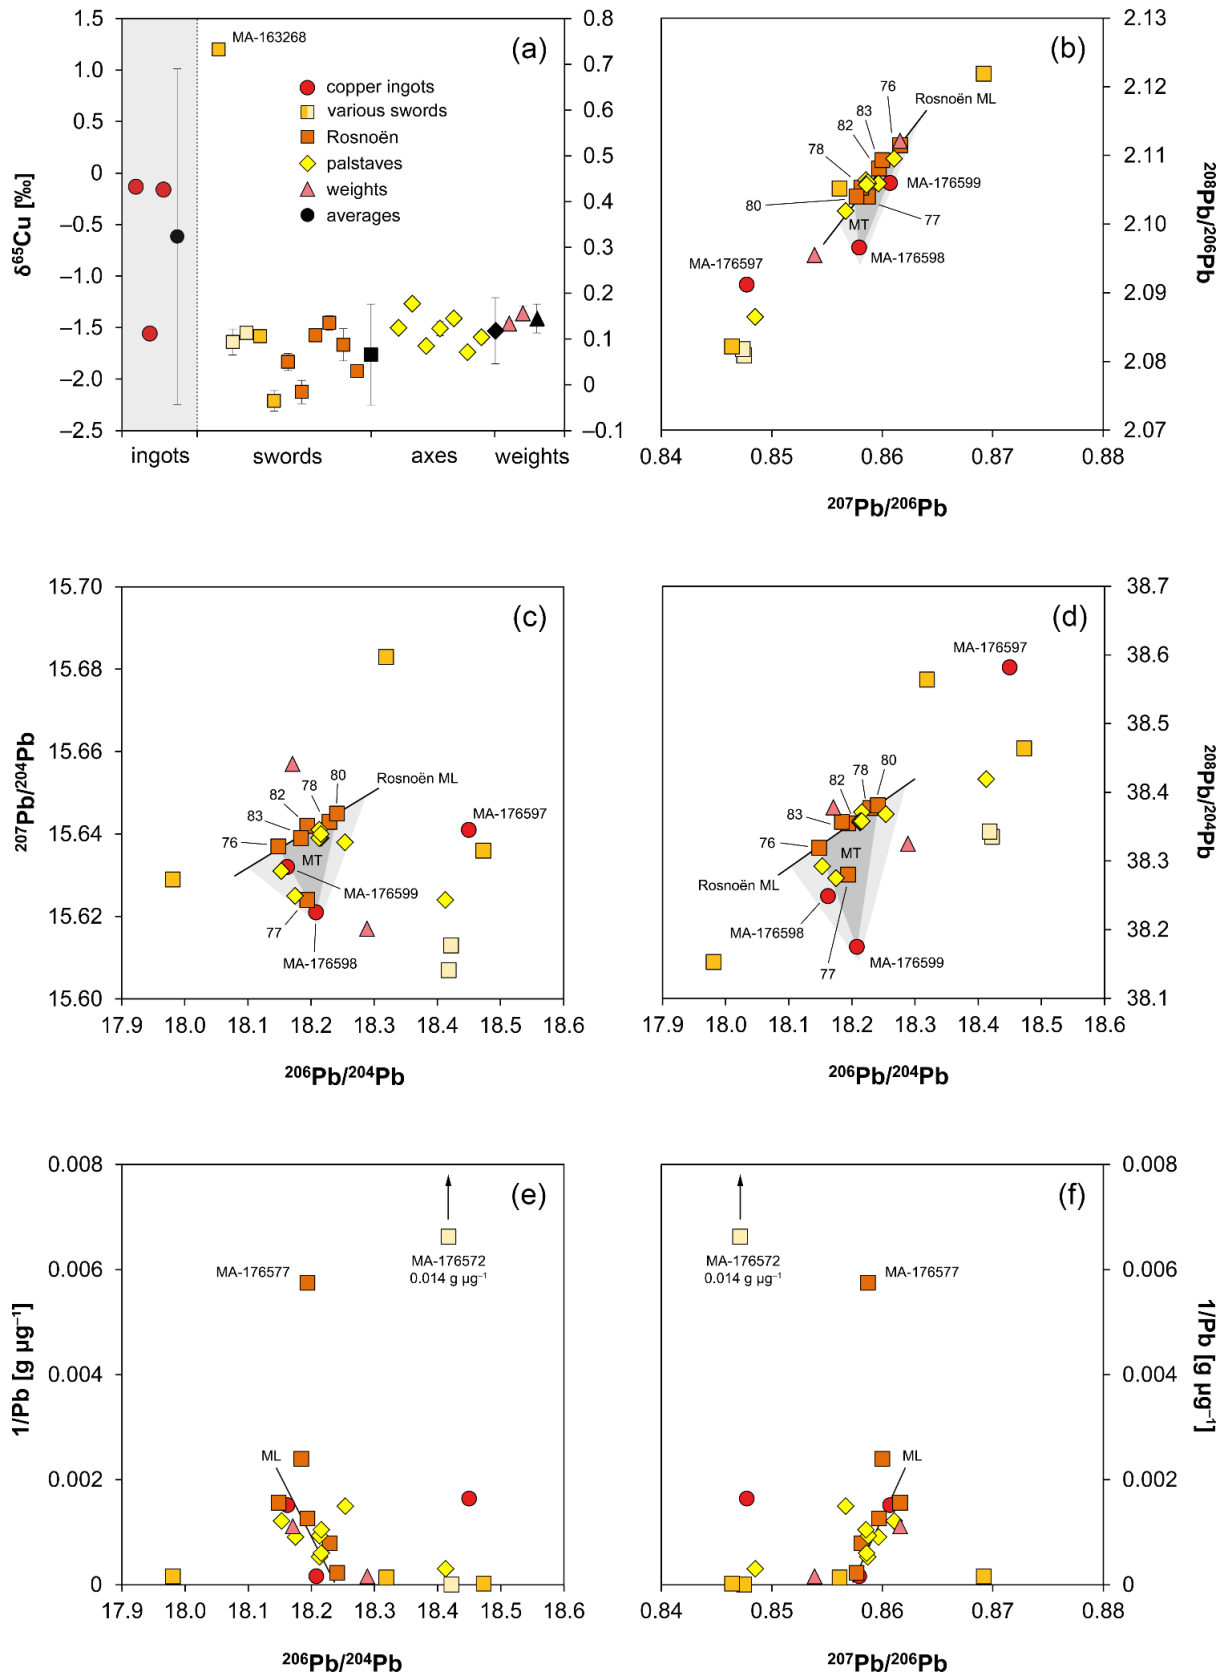 (a)
MA-163268
copper ingots
various swords
Rosnoën
palstaves
weights
averages
δ⁶⁵Cu [‰]
1.5
1.0
0.5
0
−0.5
−1.0
−1.5
−2.0
−2.5
0.8
0.7
0.6
0.5
0.4
0.3
0.2
0.1
0
−0.1
ingots
swords
axes
weights
(b)
76
Rosnoën ML
83
82
78
80
MA-176599
77
MT
MA-176598
MA-176597
2.13
2.12
2.11
2.10
2.09
2.08
2.07
²⁰⁸Pb/²⁰⁶Pb
0.84
0.85
0.86
0.87
0.88
²⁰⁷Pb/²⁰⁶Pb
(c)
15.70
15.68
15.66
15.64
15.62
15.60
²⁰⁷Pb/²⁰⁴Pb
80
Rosnoën ML
78
82
83
76
MA-176597
MT
MA-176599
77
MA-176598
17.9
18.0
18.1
18.2
18.3
18.4
18.5
18.6
²⁰⁶Pb/²⁰⁴Pb
(d)
MA-176597
80
78
82
83
76
MT
Rosnoën ML
MA-176598
77
MA-176599
38.7
38.6
38.5
38.4
38.3
38.2
38.1
²⁰⁸Pb/²⁰⁴Pb
17.9
18.0
18.1
18.2
18.3
18.4
18.5
18.6
²⁰⁶Pb/²⁰⁴Pb
(e)
0.008
0.006
0.004
0.002
0
1/Pb [g µg⁻¹]
MA-176572
0.014 g µg⁻¹
MA-176577
ML
17.9
18.0
18.1
18.2
18.3
18.4
18.5
18.6
²⁰⁶Pb/²⁰⁴Pb
(f)
MA-176572
0.014 g µg⁻¹
MA-176577
ML
0.008
0.006
0.004
0.002
0
1/Pb [g µg⁻¹]
0.84
0.85
0.86
0.87
0.88
²⁰⁷Pb/²⁰⁶Pb